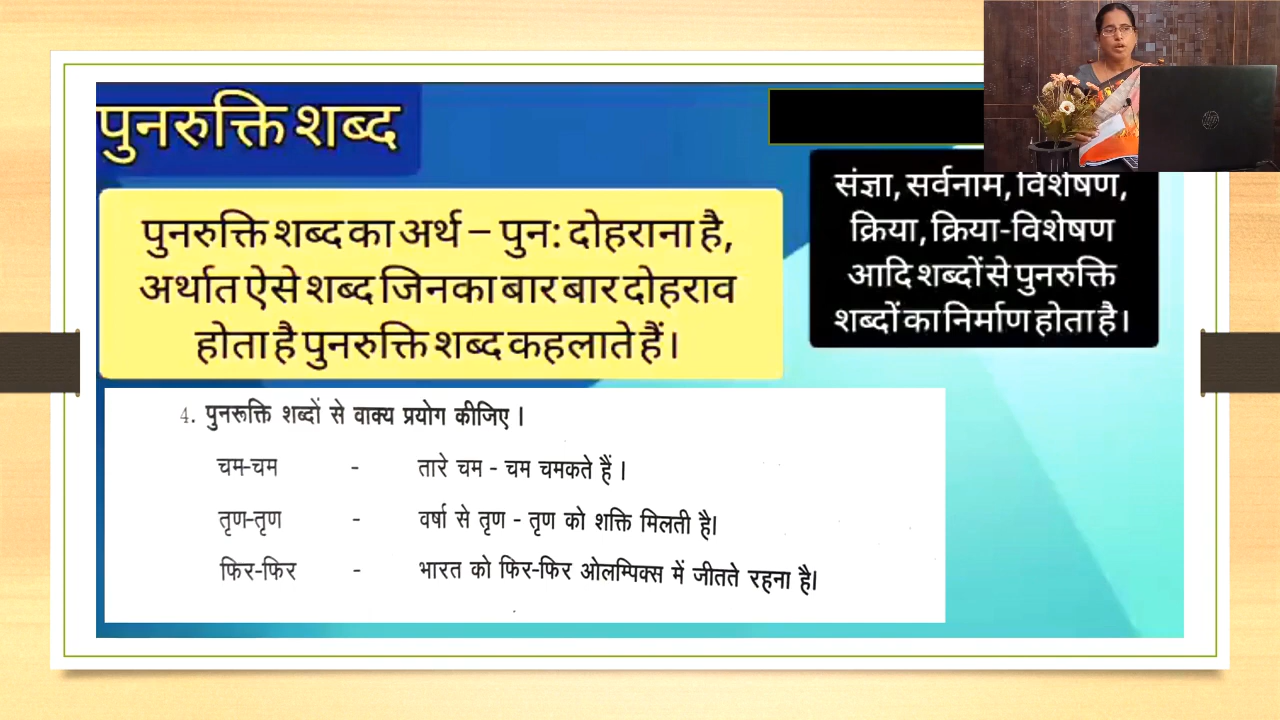 पुनरुक्ति शब्द
पुनरुक्ति शब्द का अर्थ – पुन: दोहराना है,
अर्थात ऐसे शब्द जिनका बार बार दोहराव
होता है पुनरुक्ति शब्द कहलाते हैं।
संज्ञा, सर्वनाम, विशेषण,
क्रिया, क्रिया-विशेषण
आदि शब्दों से पुनरुक्ति
शब्दों का निर्माण होता है।
4. पुनरूक्ति शब्दों से वाक्य प्रयोग कीजिए ।
चम-चम - तारे चम - चम चमकते हैं ।
तृण-तृण - वर्षा से तृण - तृण को शक्ति मिलती है।
फिर-फिर - भारत को फिर-फिर ओलम्पिक्स में जीतते रहना है।